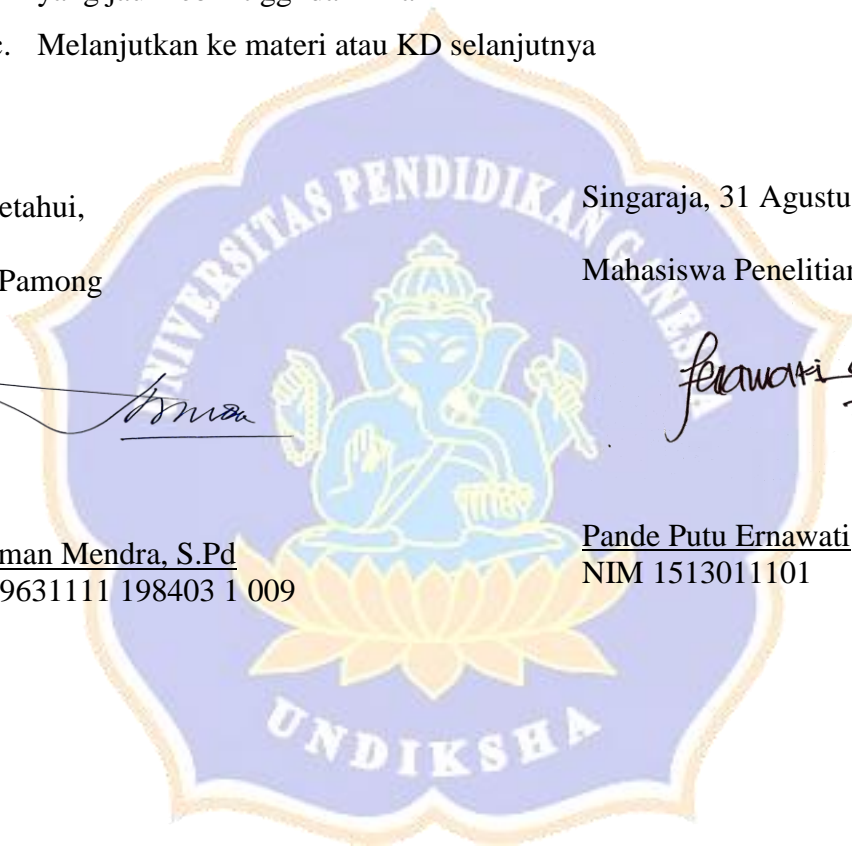 c. Melanjutkan ke materi atau KD selanjutnya
etahui,
Pamong
Singaraja, 31 Agustu
Mahasiswa Penelitian
man Mendra, S.Pd
9631111 198403 1 009
Pande Putu Ernawati
NIM 1513011101
UNIVERSITAS PENDIDIKAN GANESHA
UNDIKSHA